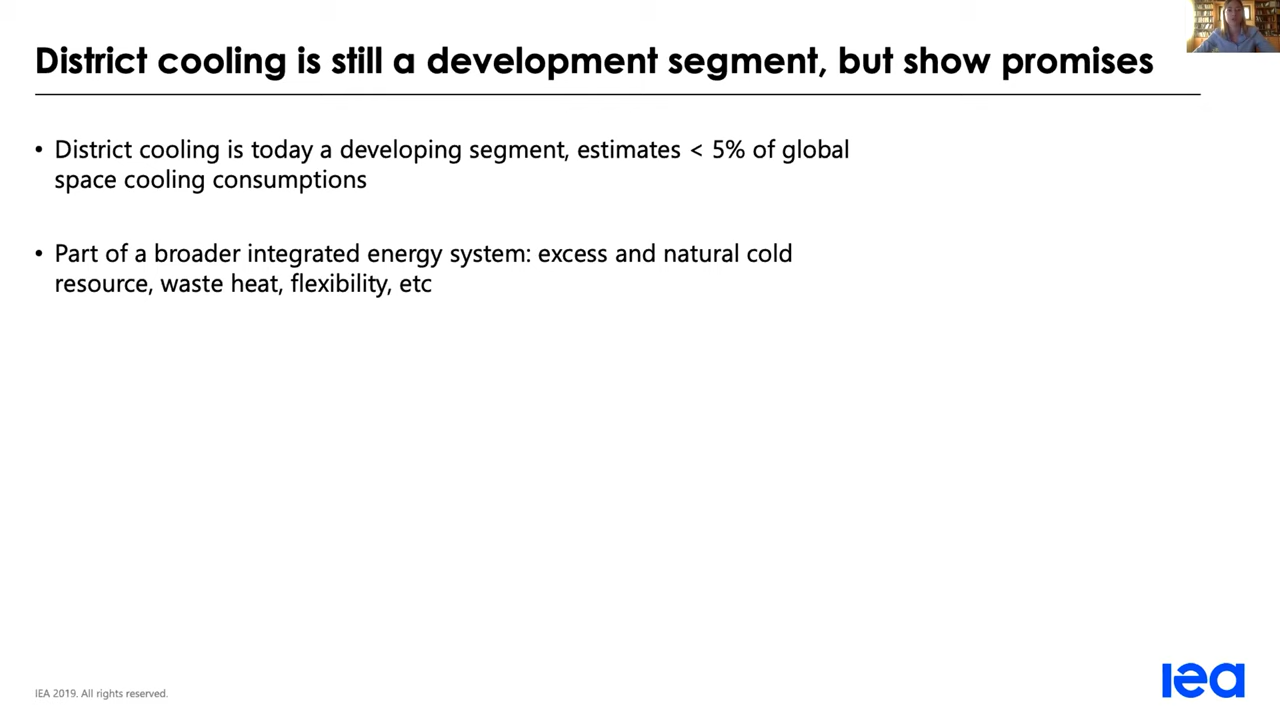 District cooling is still a development segment, but show promises
• District cooling is today a developing segment, estimates < 5% of global
space cooling consumptions
• Part of a broader integrated energy system: excess and natural cold
resource, waste heat, flexibility, etc
IEA 2019. All rights reserved.
iea